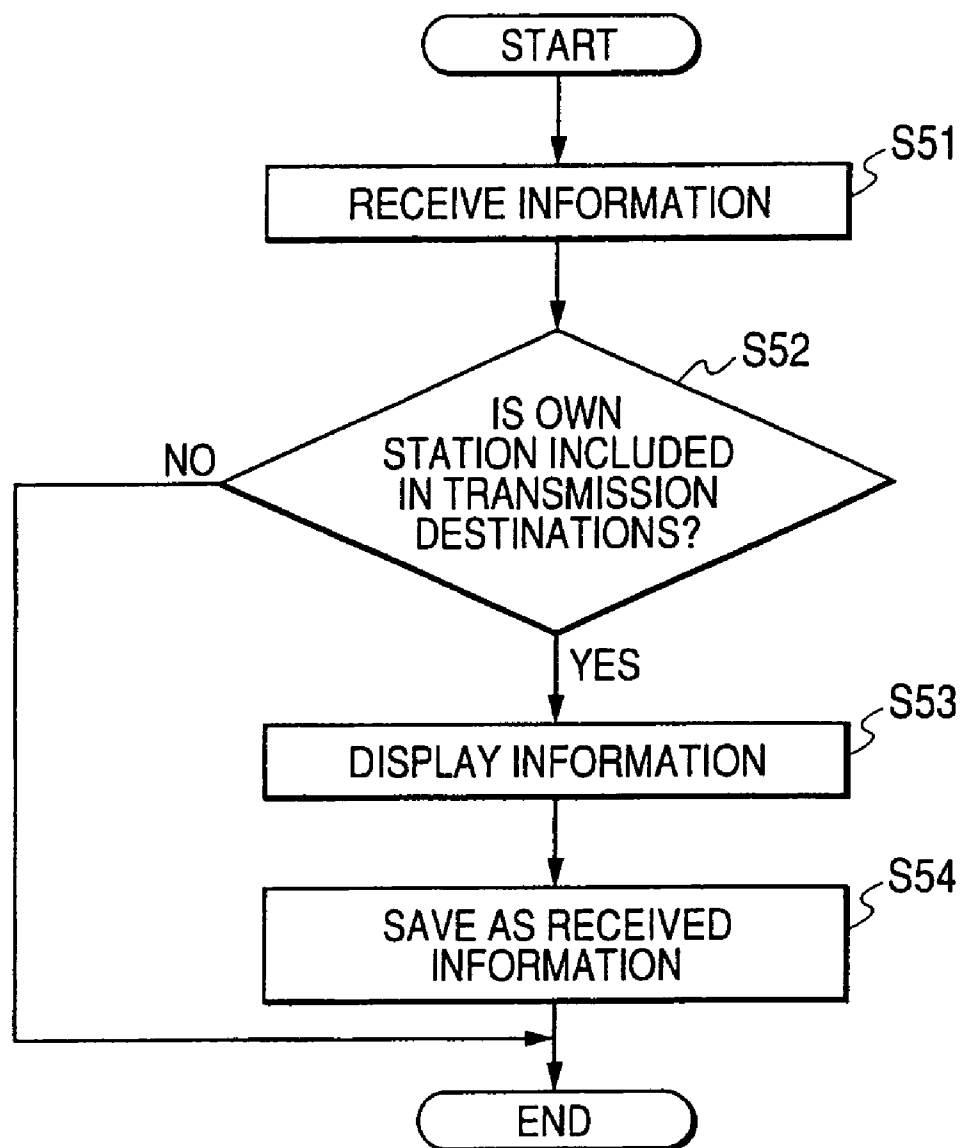 START
S51
RECEIVE INFORMATION
S52
IS OWN
STATION INCLUDED
IN TRANSMISSION
DESTINATIONS?
NO
YES
S53
DISPLAY INFORMATION
S54
SAVE AS RECEIVED
INFORMATION
END